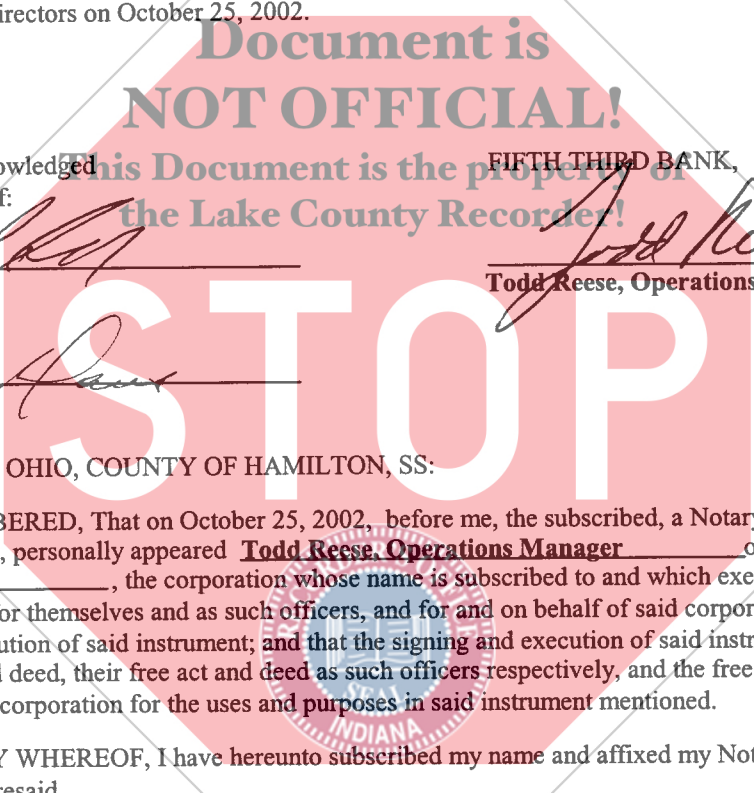 irectors on October 25, 2002.
Document is
NOT OFFICIAL!
owledged
This Document is the property of
FIFTH THIRD BANK,
f:
the Lake County Recorder!
Todd Reese, Operations
STOP
OHIO, COUNTY OF HAMILTON, SS:
BERED, That on October 25, 2002, before me, the subscribed, a Notary
, personally appeared Todd Reese, Operations Manager o
, the corporation whose name is subscribed to and which exe
or themselves and as such officers, and for and on behalf of said corpor
ution of said instrument; and that the signing and execution of said instr
d deed, their free act and deed as such officers respectively, and the free
corporation for the uses and purposes in said instrument mentioned.
SEAL
INDIANA
Y WHEREOF, I have hereunto subscribed my name and affixed my Not
resaid.